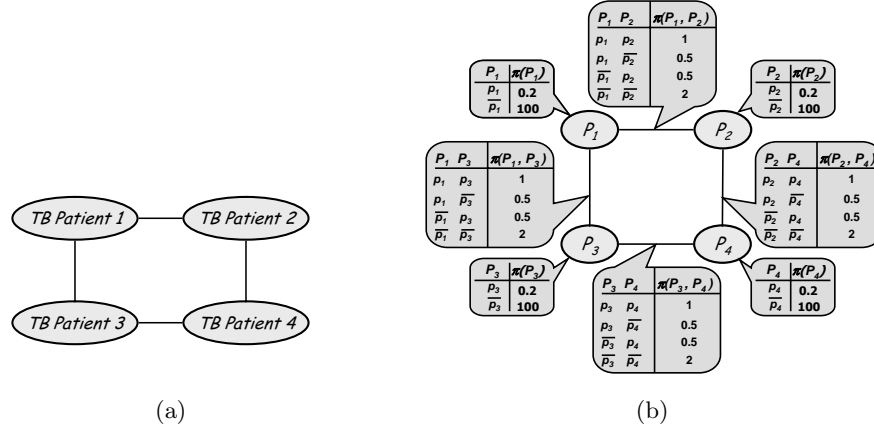 TB Patient 1
TB Patient 2
TB Patient 3
TB Patient 4
(a)
P₁ P₂ π(P₁, P₂)
p₁ p₂ 1
p₁ p̅₂ 0.5
p̅₁ p₂ 0.5
p̅₁ p̅₂ 2
P₁ π(P₁)
p₁ 0.2
p̅₁ 100
P₂ π(P₂)
p₂ 0.2
p̅₂ 100
P₁
P₂
P₁ P₃ π(P₁, P₃)
p₁ p₃ 1
p₁ p̅₃ 0.5
p̅₁ p₃ 0.5
p̅₁ p̅₃ 2
P₂ P₄ π(P₂, P₄)
p₂ p₄ 1
p₂ p̅₄ 0.5
p̅₂ p₄ 0.5
p̅₂ p̅₄ 2
P₃
P₄
P₃ π(P₃)
p₃ 0.2
p̅₃ 100
P₃ P₄ π(P₃, P₄)
p₃ p₄ 1
p₃ p̅₄ 0.5
p̅₃ p₄ 0.5
p̅₃ p̅₄ 2
P₄ π(P₄)
p₄ 0.2
p̅₄ 100
(b)